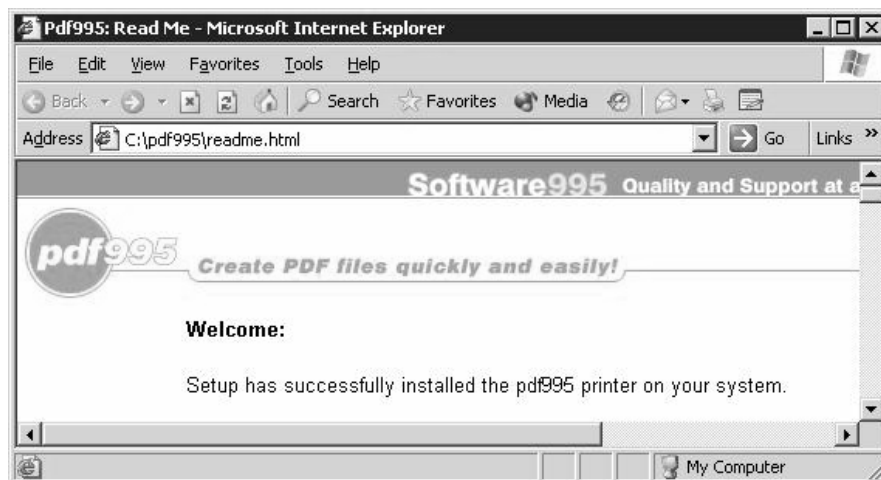 Pdf995: Read Me - Microsoft Internet Explorer
File Edit View Favorites Tools Help
Back Search Favorites Media
Address C:\pdf995\readme.html Go Links »
Software995 Quality and Support at a
pdf995 Create PDF files quickly and easily!
Welcome:
Setup has successfully installed the pdf995 printer on your system.
My Computer